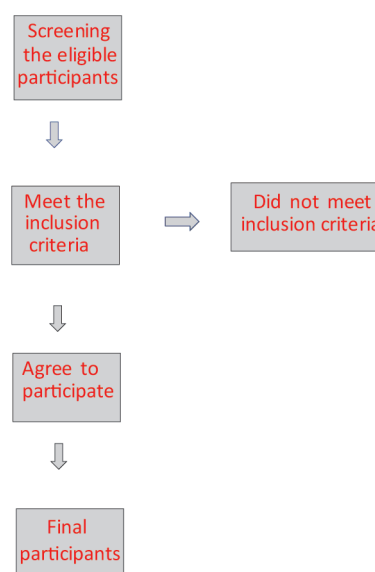 Screening
the eligible
participants
Meet the
inclusion
criteria
Did not meet
inclusion criteria
Agree to
participate
Final
participants